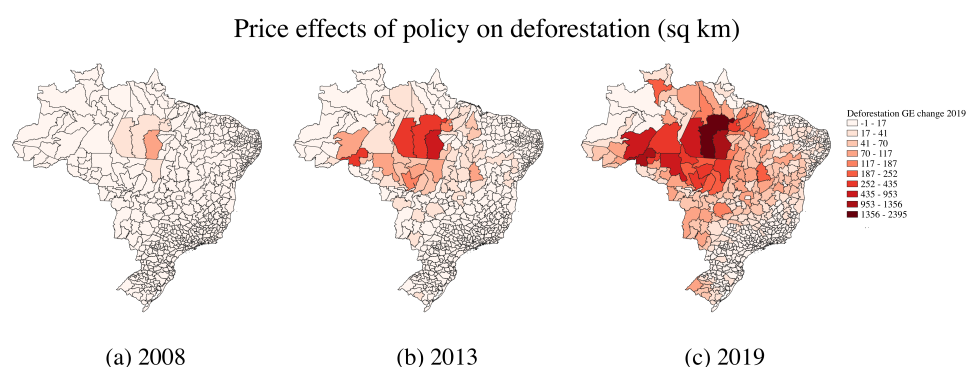 Price effects of policy on deforestation (sq km)
Deforestation GE change 2019
-1 - 17
17 - 41
41 - 70
70 - 117
117 - 187
187 - 252
252 - 435
435 - 953
953 - 1356
1356 - 2395
(a) 2008
(b) 2013
(c) 2019